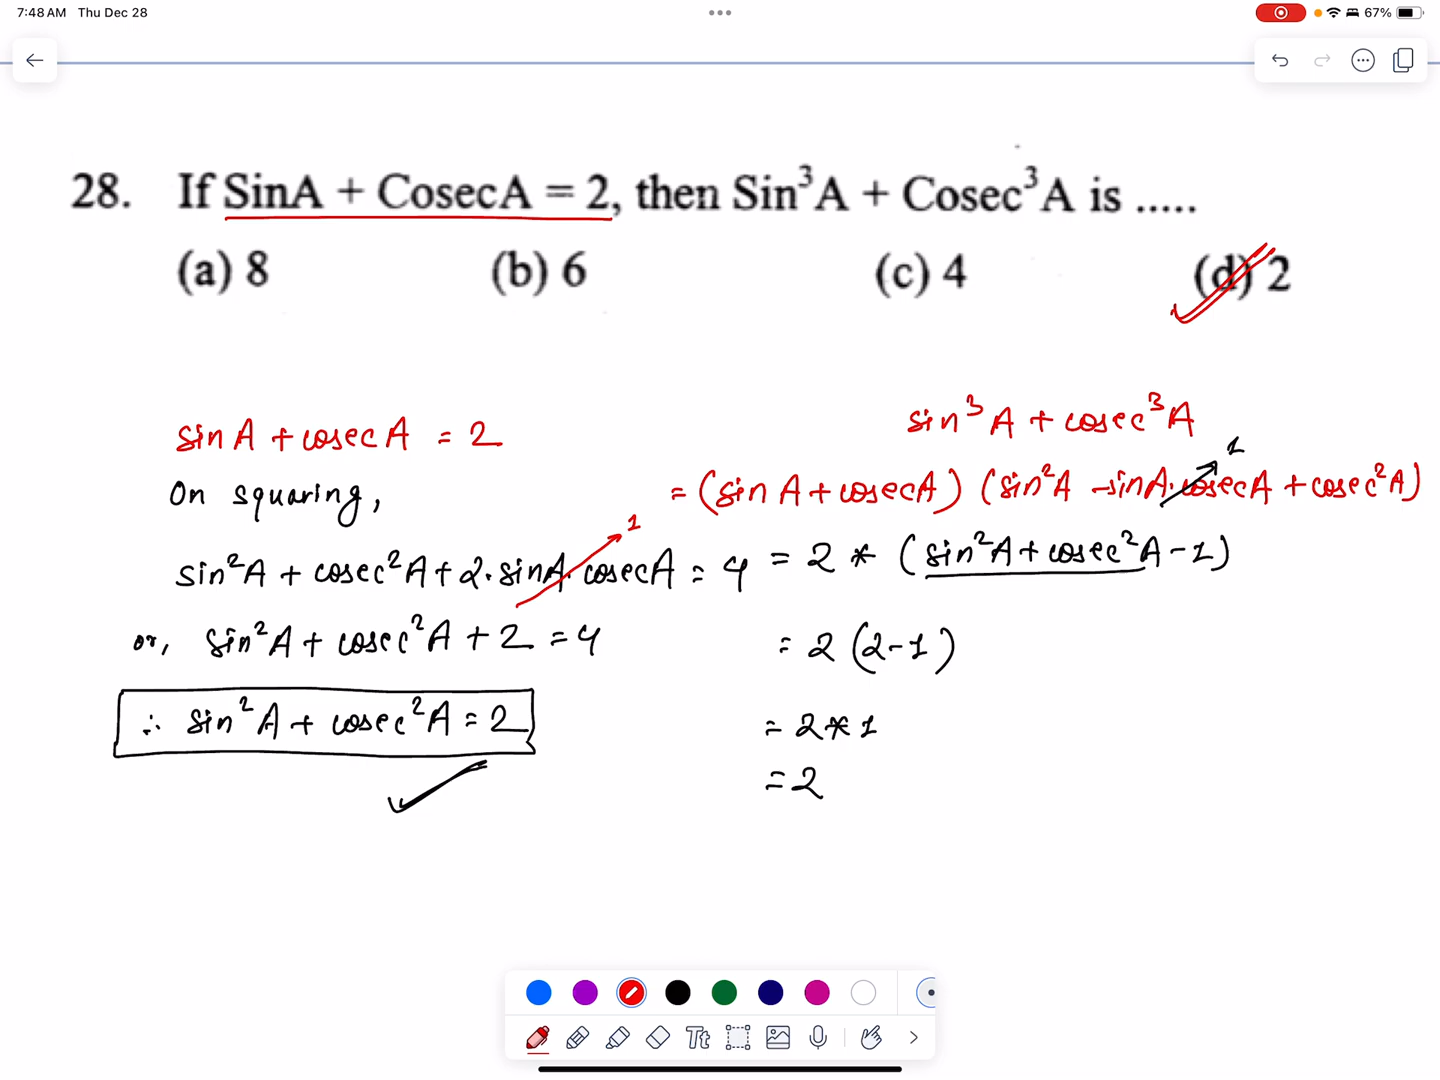 7:48 AM Thu Dec 28
67%
28. If SinA + CosecA = 2, then Sin³A + Cosec³A is .....
(a) 8 (b) 6 (c) 4 (d) 2
sin A + cosec A = 2
On squaring,
sin²A + cosec²A + 2. sinA. cosecA = 4
1
or, sin²A + cosec²A + 2 = 4
∴ sin²A + cosec²A = 2
sin³A + cosec³A
1
= (sin A + cosecA) (sin²A - sinA. cosecA + cosec²A)
= 2 * (sin²A + cosec²A - 1)
= 2 (2-1)
= 2 * 1
= 2
Tt